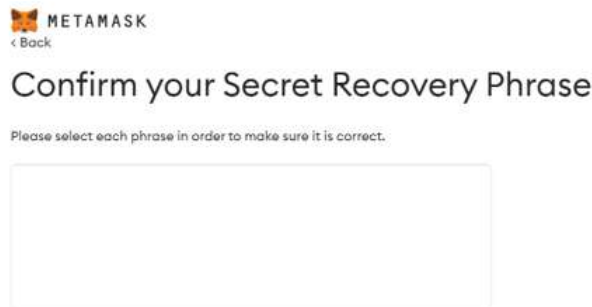 METAMASK
< Back
Confirm your Secret Recovery Phrase
Please select each phrase in order to make sure it is correct.